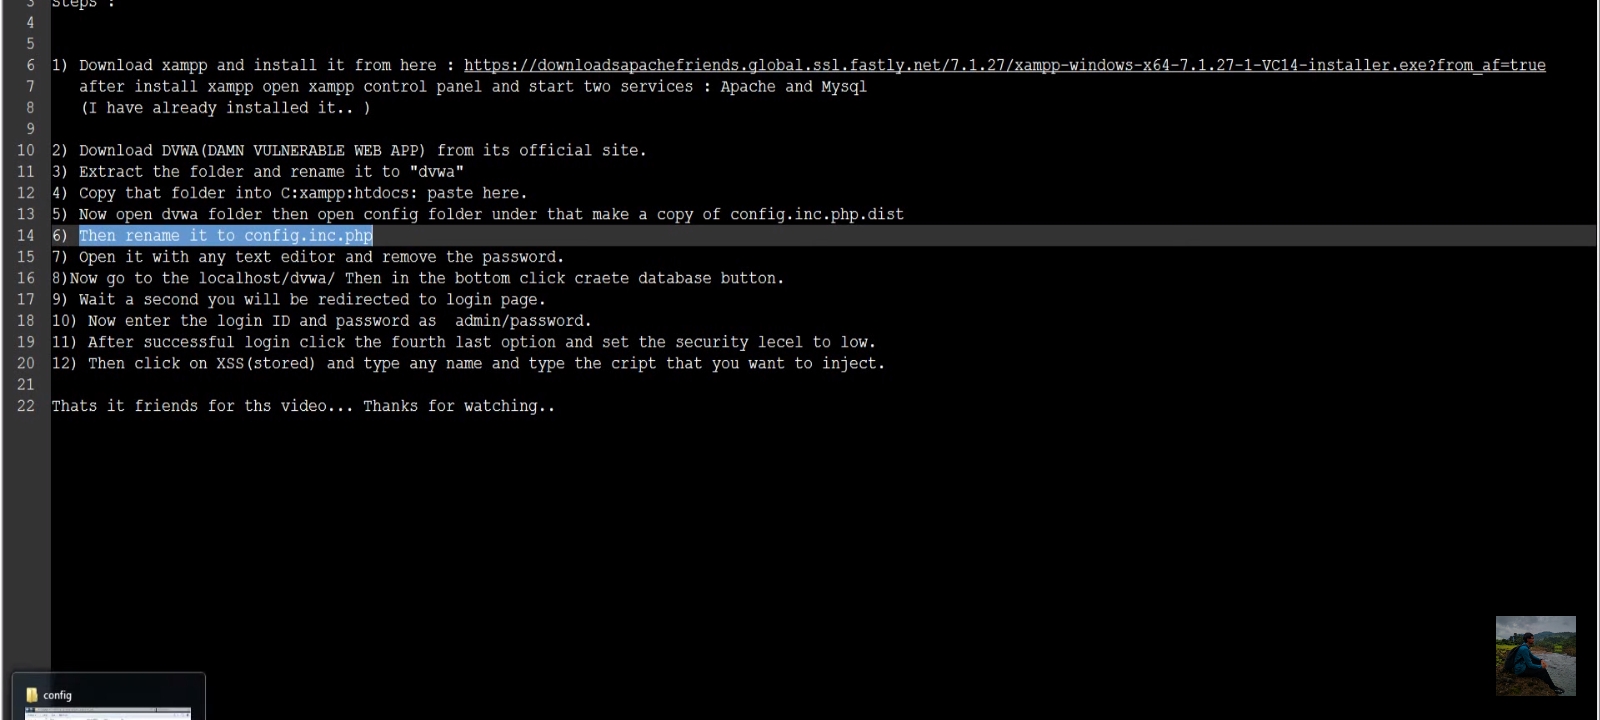 3 steps :
4
5
6 1) Download xampp and install it from here : https://downloadsapachefriends.global.ssl.fastly.net/7.1.27/xampp-windows-x64-7.1.27-1-VC14-installer.exe?from_af=true
7 after install xampp open xampp control panel and start two services : Apache and Mysql
8 (I have already installed it.. )
9
10 2) Download DVWA(DAMN VULNERABLE WEB APP) from its official site.
11 3) Extract the folder and rename it to "dvwa"
12 4) Copy that folder into C:xampp:htdocs: paste here.
13 5) Now open dvwa folder then open config folder under that make a copy of config.inc.php.dist
14 6) Then rename it to config.inc.php
15 7) Open it with any text editor and remove the password.
16 8)Now go to the localhost/dvwa/ Then in the bottom click craete database button.
17 9) Wait a second you will be redirected to login page.
18 10) Now enter the login ID and password as  admin/password.
19 11) After successful login click the fourth last option and set the security lecel to low.
20 12) Then click on XSS(stored) and type any name and type the cript that you want to inject.
21
22 Thats it friends for ths video... Thanks for watching..
config